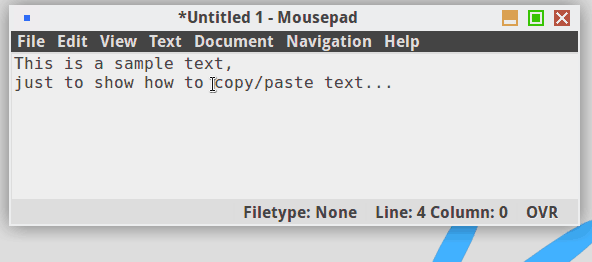 *Untitled 1 - Mousepad
File Edit View Text Document Navigation Help
This is a sample text,
just to show how to copy/paste text...
Filetype: None Line: 4 Column: 0 OVR